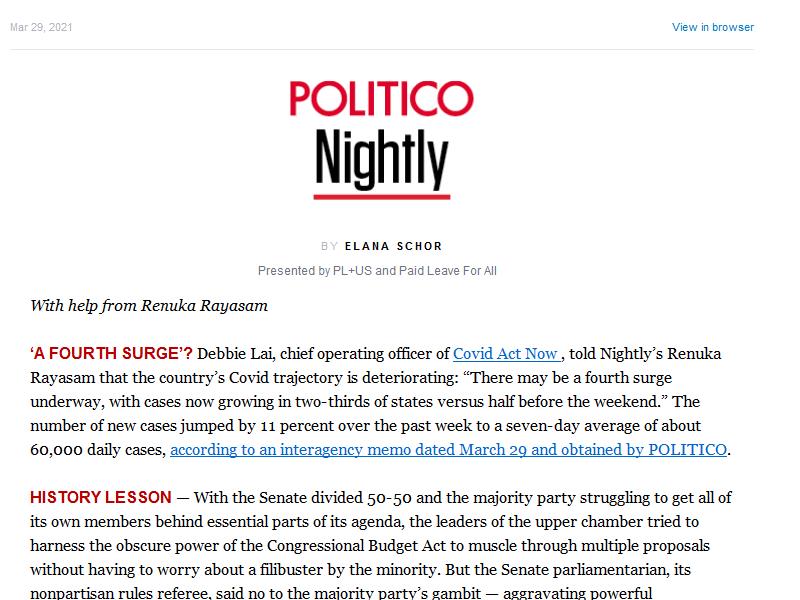 Mar 29, 2021
View in browser
POLITICO
Nightly
BY ELANA SCHOR
Presented by PL+US and Paid Leave For All
With help from Renuka Rayasam
‘A FOURTH SURGE’? Debbie Lai, chief operating officer of Covid Act Now , told Nightly’s Renuka
Rayasam that the country’s Covid trajectory is deteriorating: “There may be a fourth surge
underway, with cases now growing in two-thirds of states versus half before the weekend.” The
number of new cases jumped by 11 percent over the past week to a seven-day average of about
60,000 daily cases, according to an interagency memo dated March 29 and obtained by POLITICO.
HISTORY LESSON — With the Senate divided 50-50 and the majority party struggling to get all of
its own members behind essential parts of its agenda, the leaders of the upper chamber tried to
harness the obscure power of the Congressional Budget Act to muscle through multiple proposals
without having to worry about a filibuster by the minority. But the Senate parliamentarian, its
nonpartisan rules referee, said no to the majority party’s gambit — aggravating powerful